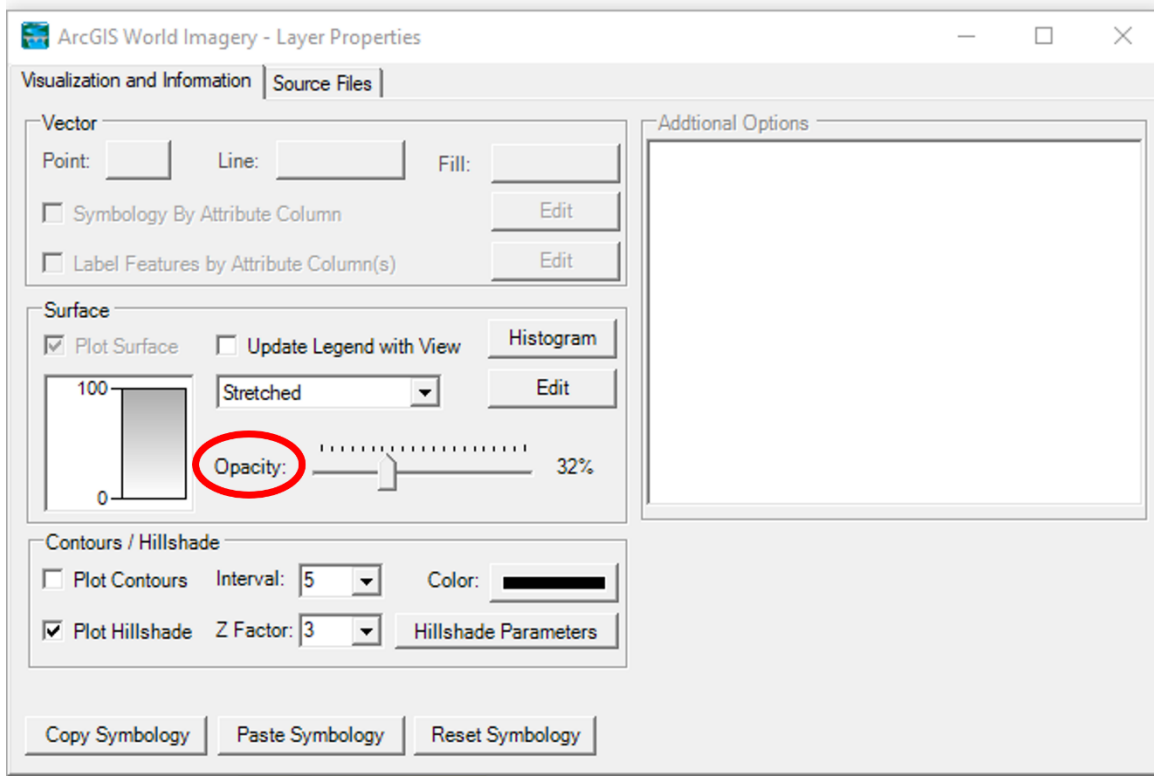 ArcGIS World Imagery - Layer Properties
Visualization and Information Source Files
Vector
Point: Line: Fill:
Symbology By Attribute Column Edit
Label Features by Attribute Column(s) Edit
Addtional Options
Surface
Plot Surface Update Legend with View Histogram
100
0
Stretched Edit
Opacity: 32%
Contours / Hillshade
Plot Contours Interval: 5 Color:
Plot Hillshade Z Factor: 3 Hillshade Parameters
Copy Symbology Paste Symbology Reset Symbology